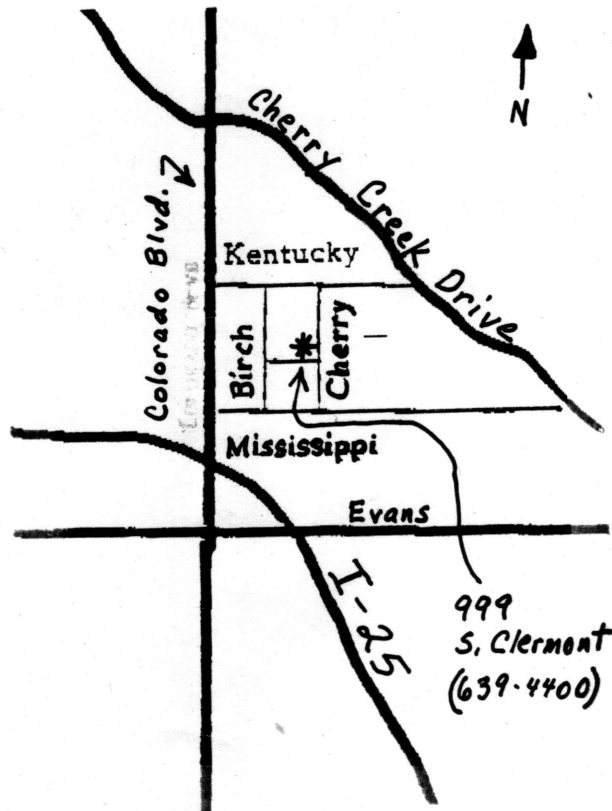 N
Cherry Creek Drive
Colorado Blvd.
Kentucky
Birch
Cherry
Mississippi
Evans
I-25
999
S. Clermont
(639-4400)